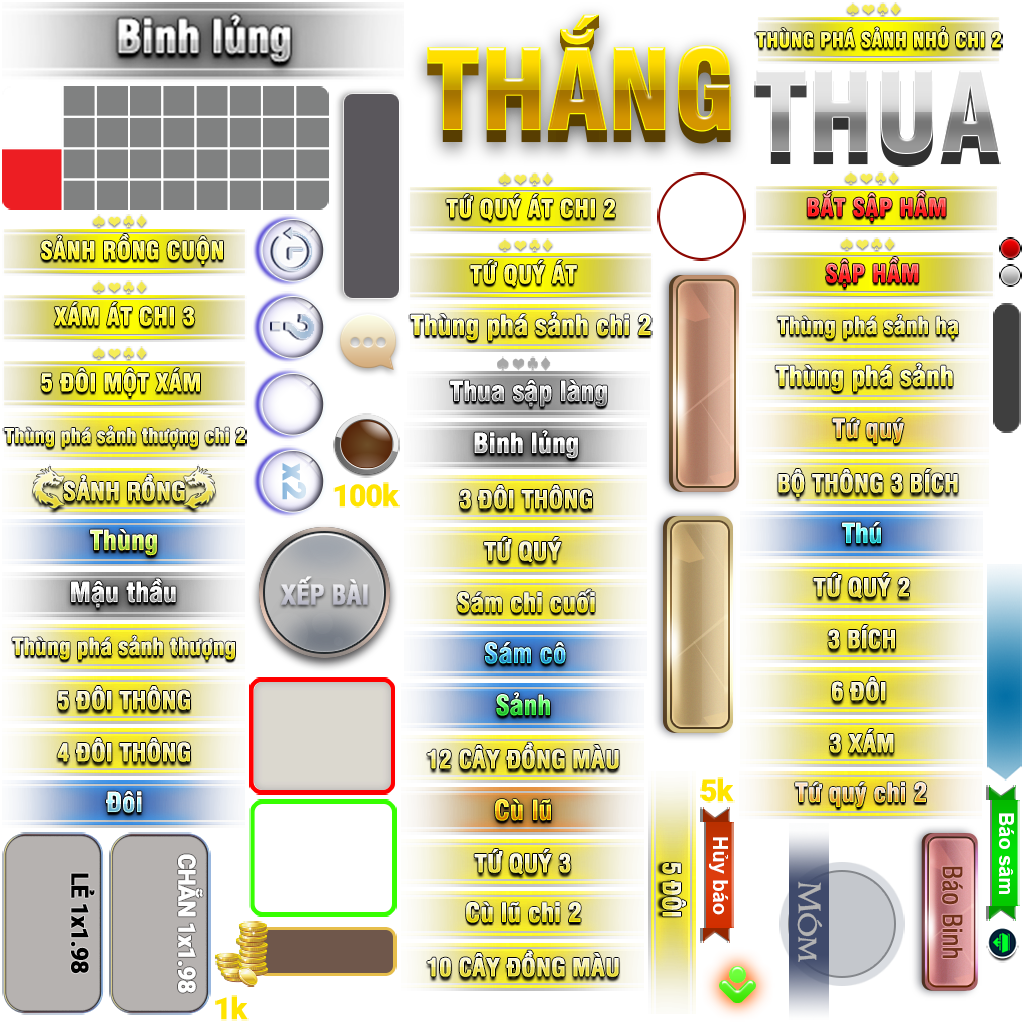 Binh lủng
SẢNH RỒNG CUỘN
XÁM ÁT CHI 3
5 ĐÔI MỘT XÁM
Thùng phá sảnh thượng chi 2
SẢNH RỒNG
Thùng
Mậu thầu
Thùng phá sảnh thượng
5 ĐÔI THÔNG
4 ĐÔI THÔNG
Đôi
LẺ 1x1.98
CHẴN 1x1.98
1k
?
x2
100k
XẾP BÀI
THẮNG
TỨ QUÝ ÁT CHI 2
TỨ QUÝ ÁT
Thùng phá sảnh chi 2
Thua sập làng
Binh lủng
3 ĐÔI THÔNG
TỨ QUÝ
Sám chi cuối
Sám cô
Sảnh
12 CÂY ĐỒNG MÀU
Cù lũ
TỨ QUÝ 3
Cù lũ chi 2
10 CÂY ĐỒNG MÀU
5 ĐÔI
5k
Hủy báo
THÙNG PHÁ SẢNH NHỎ CHI 2
THUA
BẮT SẬP HẦM
SẬP HẦM
Thùng phá sảnh hạ
Thùng phá sảnh
Tứ quý
BỘ THÔNG 3 BÍCH
Thú
TỨ QUÝ 2
3 BÍCH
6 ĐÔI
3 XÁM
Tứ quý chi 2
MÓM
Báo Binh
Báo sâm